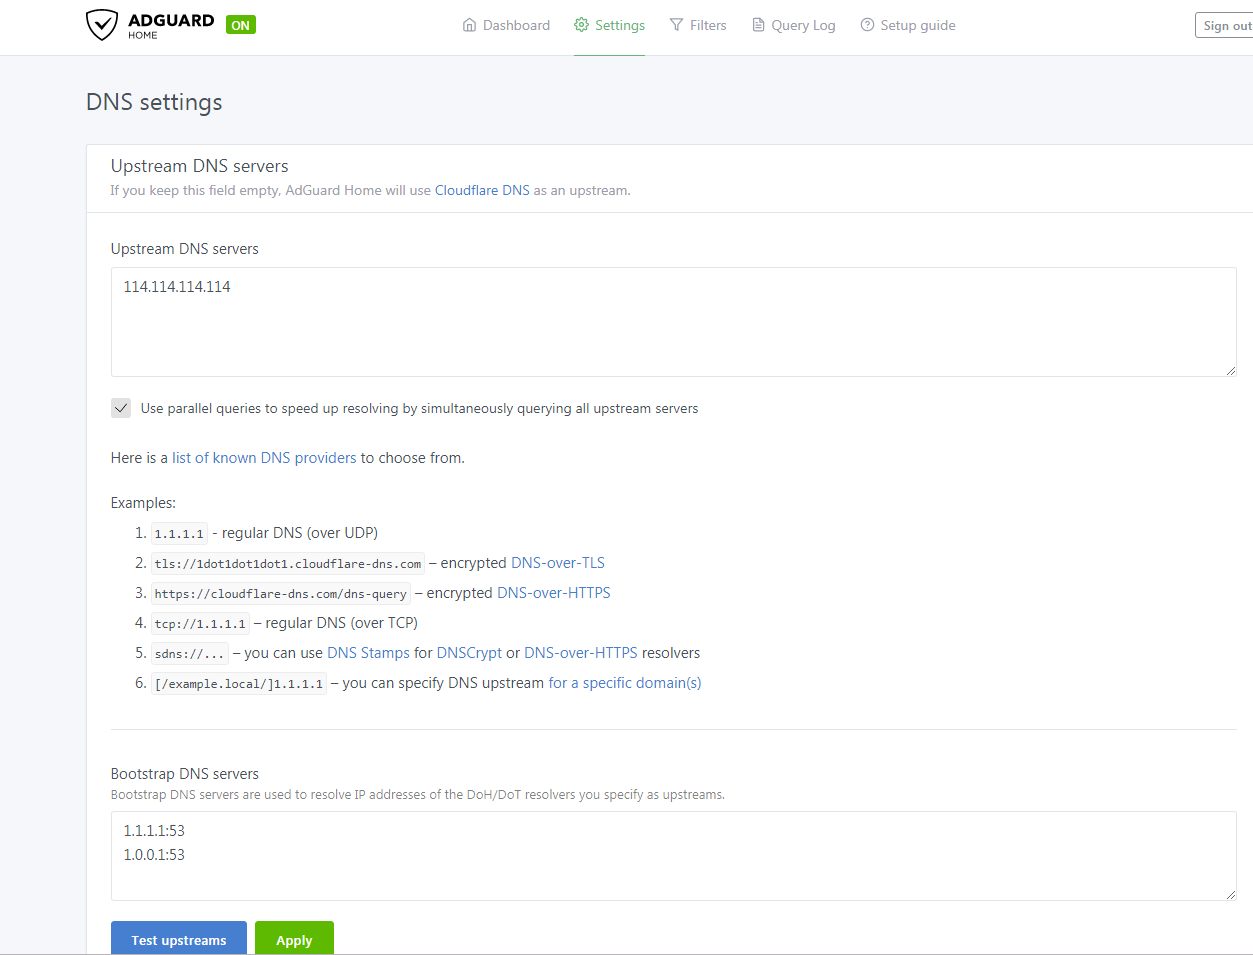 ADGUARD
HOME
ON
Dashboard
Settings
Filters
Query Log
Setup guide
Sign out
DNS settings
Upstream DNS servers
If you keep this field empty, AdGuard Home will use Cloudflare DNS as an upstream.
Upstream DNS servers
114.114.114.114
Use parallel queries to speed up resolving by simultaneously querying all upstream servers
Here is a list of known DNS providers to choose from.
Examples:
1. 1.1.1.1 - regular DNS (over UDP)
2. tls://1dot1dot1dot1.cloudflare-dns.com – encrypted DNS-over-TLS
3. https://cloudflare-dns.com/dns-query – encrypted DNS-over-HTTPS
4. tcp://1.1.1.1 – regular DNS (over TCP)
5. sdns://... – you can use DNS Stamps for DNSCrypt or DNS-over-HTTPS resolvers
6. [/example.local/]1.1.1.1 – you can specify DNS upstream for a specific domain(s)
Bootstrap DNS servers
Bootstrap DNS servers are used to resolve IP addresses of the DoH/DoT resolvers you specify as upstreams.
1.1.1.1:53
1.0.0.1:53
Test upstreams
Apply